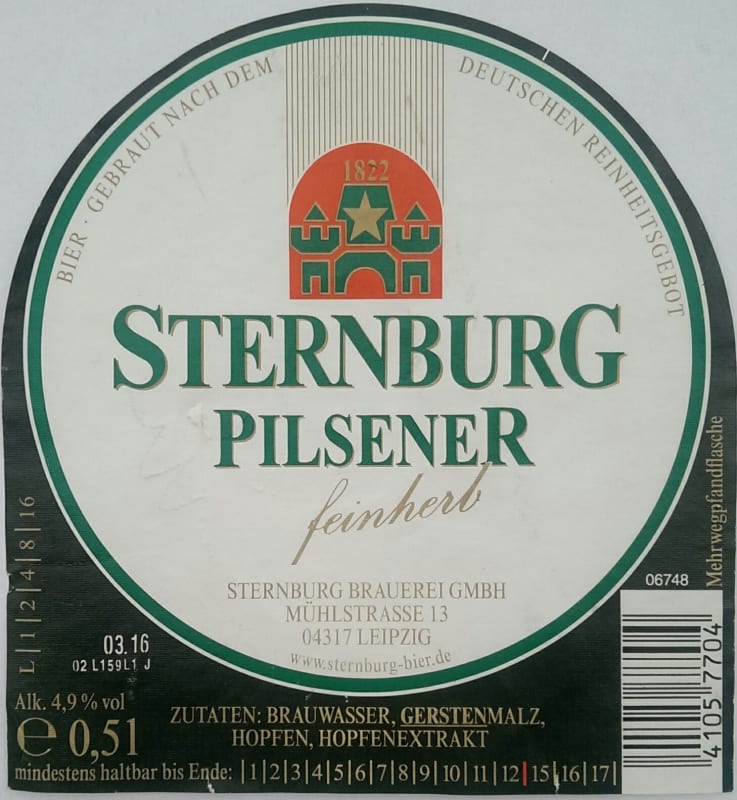 BIER · GEBRAUT NACH DEM DEUTSCHEN REINHEITSGEBOT
1822
STERNBURG
PILSENER
feinherb
STERNBURG BRAUEREI GMBH
MÜHLSTRASSE 13
04317 LEIPZIG
www.sternburg-bier.de
L|1|2|4|8|16
03.16
02 L159L1 J
Alk. 4,9 % vol
e 0,5l
ZUTATEN: BRAUWASSER, GERSTENMALZ,
HOPFEN, HOPFENEXTRAKT
mindestens haltbar bis Ende: |1|2|3|4|5|6|7|8|9|10|11|12|15|16|17|
Mehrwegpfandflasche
06748
4105 7704